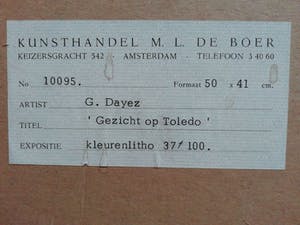 KUNSTHANDEL M. L. DE BOER
KEIZERSGRACHT 542 - AMSTERDAM - TELEFOON 3 40 60
No 10095. Formaat 50 x 41 cm.
ARTIST G. Dayez
TITEL 'Gezicht op Toledo'
EXPOSITIE kleurenlitho 37/100.